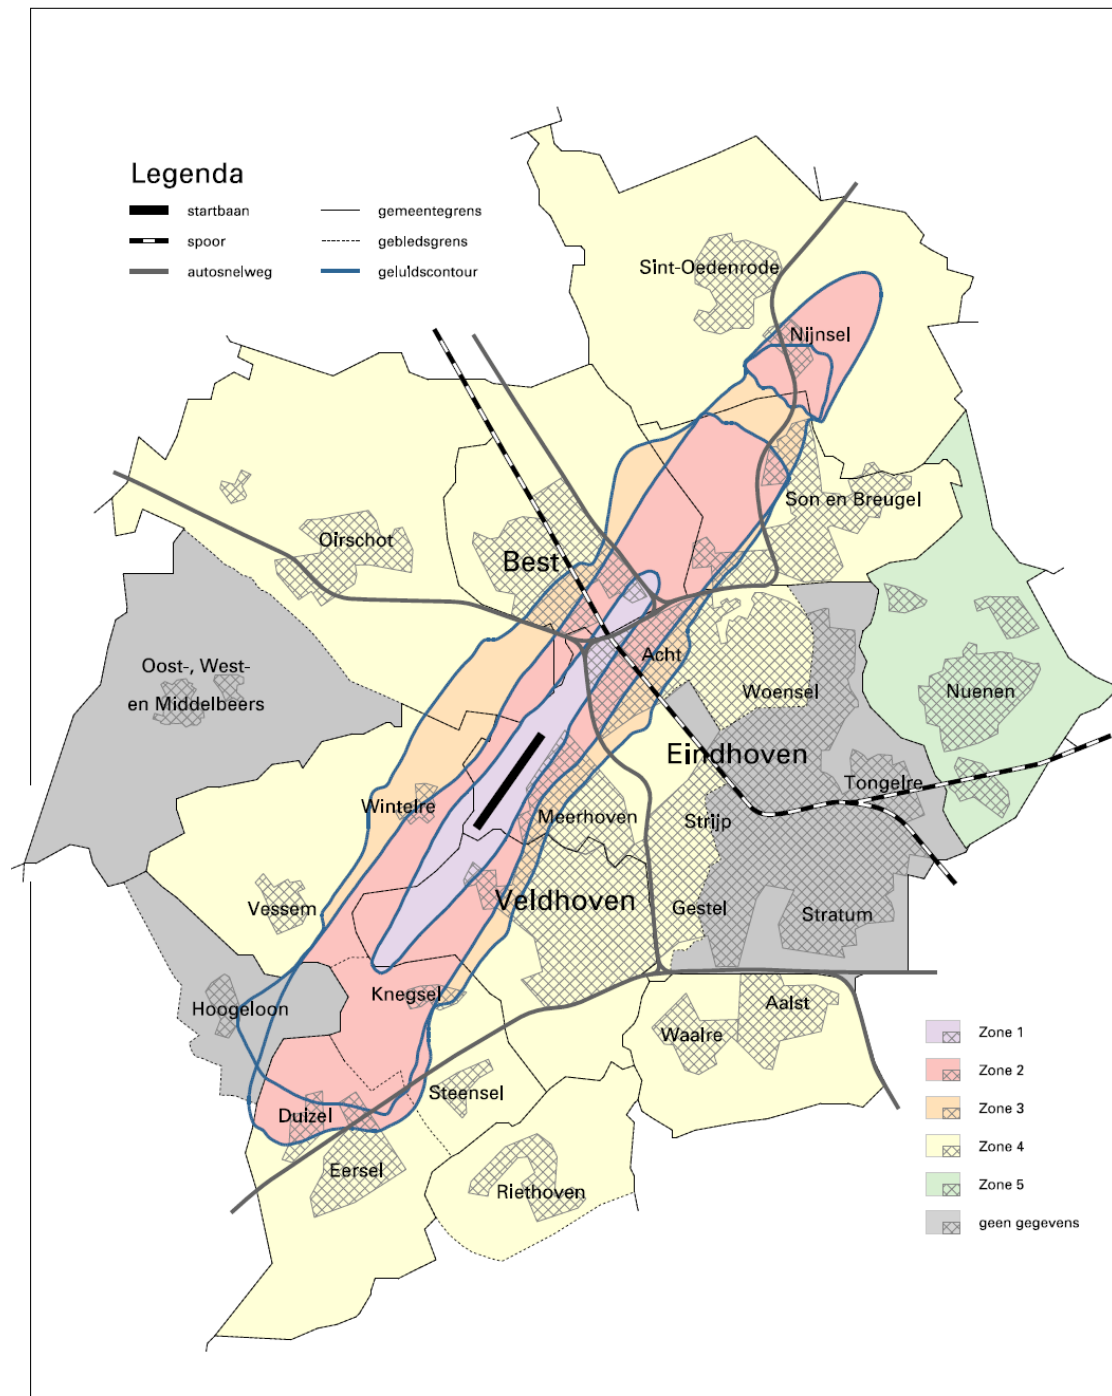 Legenda
startbaan
gemeentegrens
spoor
gebledsgrens
autosnelweg
geluidscontour
Sint-Oedenrode
Nijnsel
Son en Breugel
Oirschot
Best
Acht
Oost-, West-
en Middelbeers
Woensel
Nuenen
Eindhoven
Tongelre
Wintelre
Meerhoven
Strijp
Veldhoven
Vessem
Gestel
Stratum
Knegsel
Hoogeloon
Aalst
Waalre
Steensel
Duizel
Eersel
Riethoven
Zone 1
Zone 2
Zone 3
Zone 4
Zone 5
geen gegevens